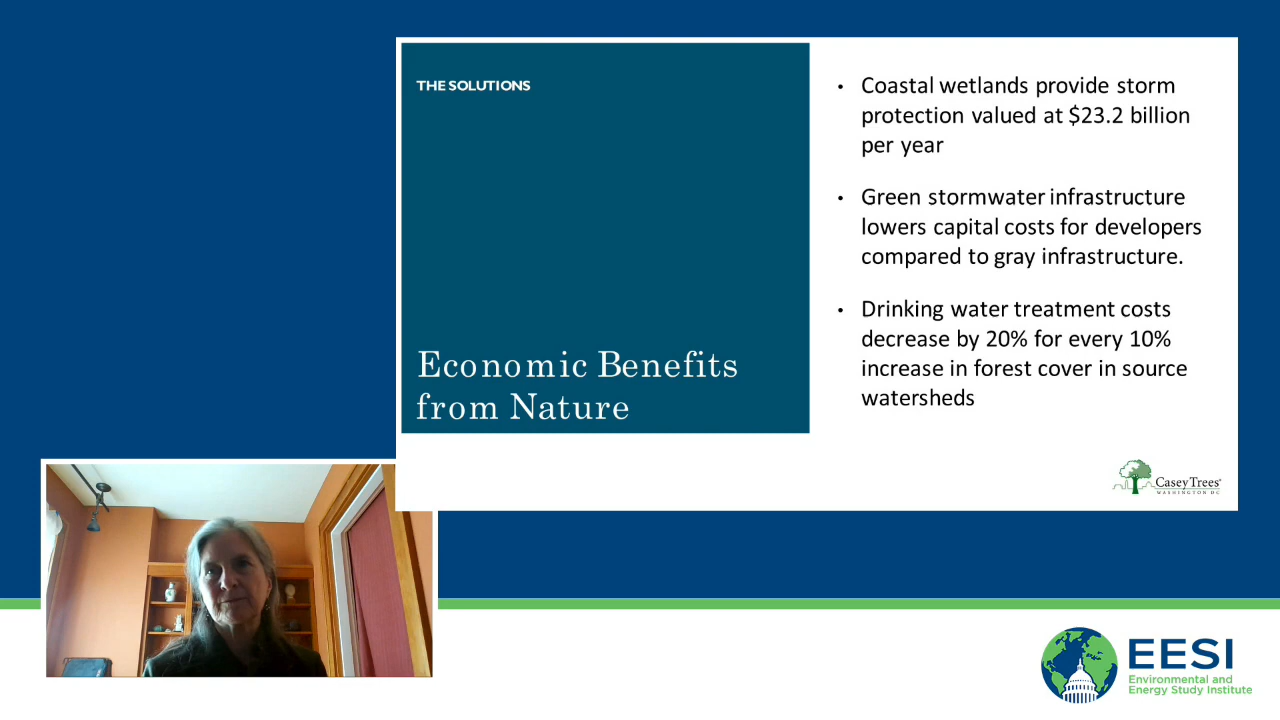 THE SOLUTIONS
Economic Benefits
from Nature
• Coastal wetlands provide storm
protection valued at $23.2 billion
per year
• Green stormwater infrastructure
lowers capital costs for developers
compared to gray infrastructure.
• Drinking water treatment costs
decrease by 20% for every 10%
increase in forest cover in source
watersheds
CaseyTrees®
WASHINGTON DC
EESI
Environmental and
Energy Study Institute